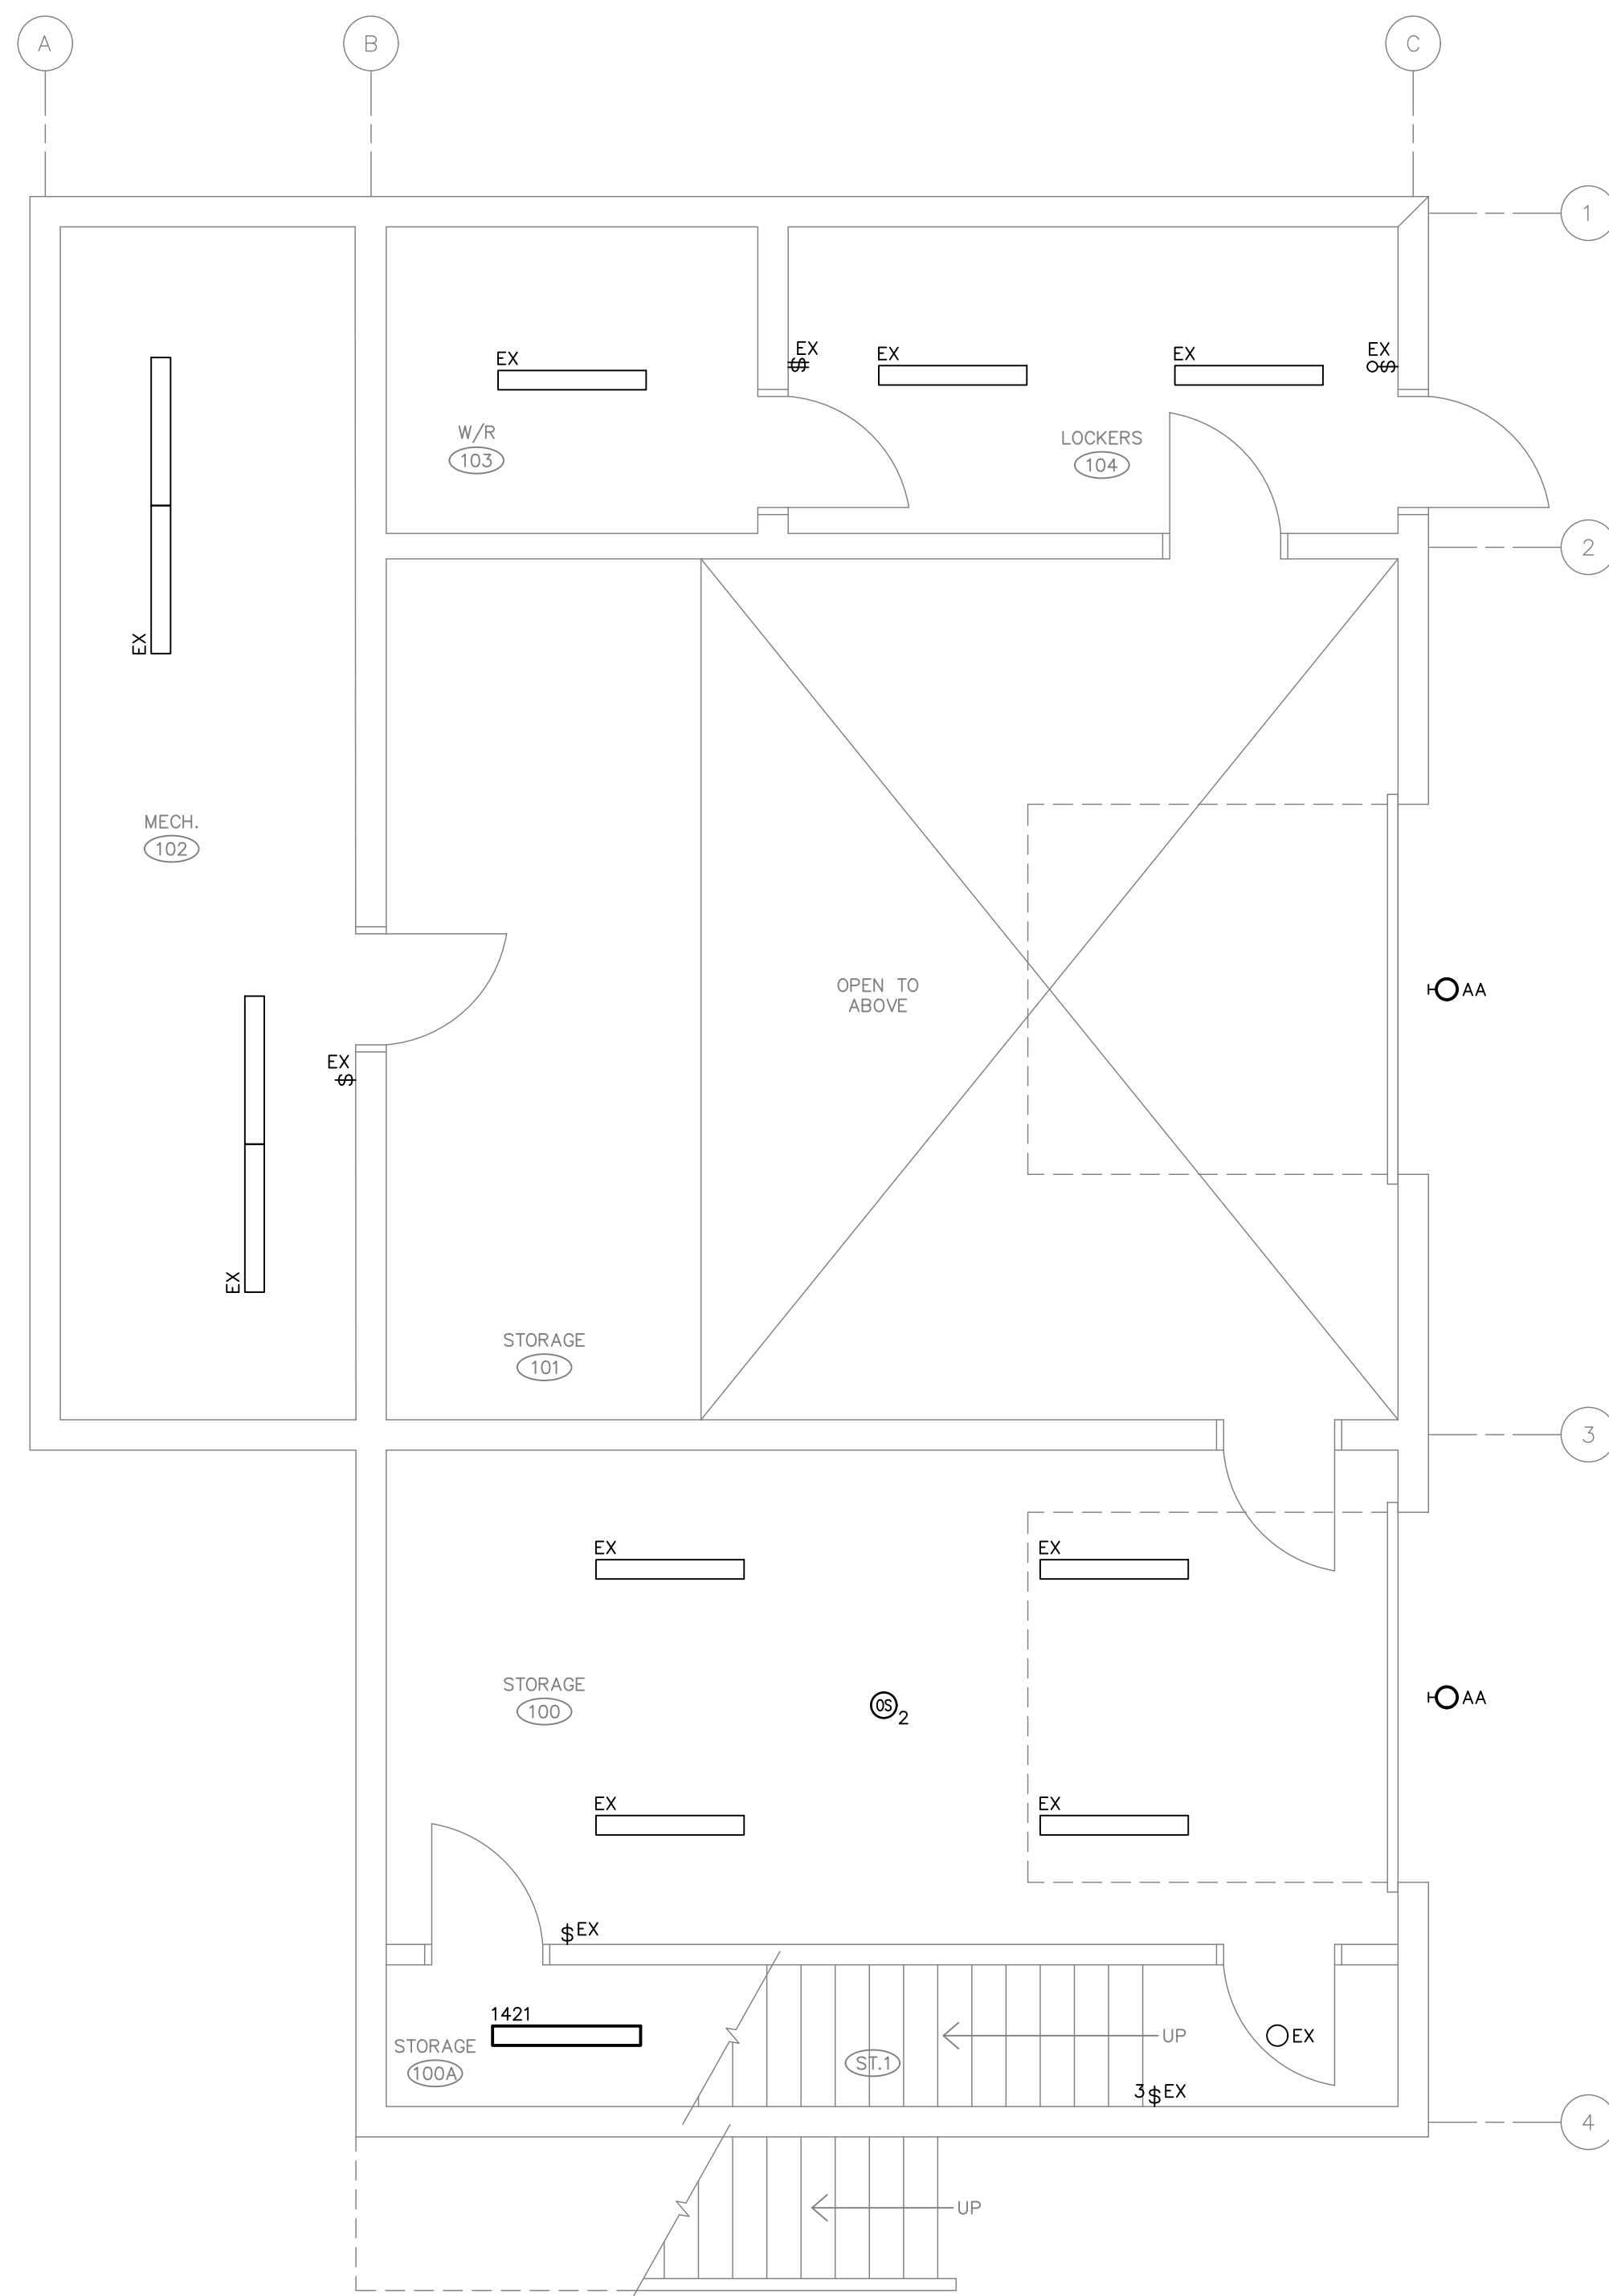 A
B
C
1
EX
EX
EX
EX
EX
$
$
W/R
103
LOCKERS
104
2
EX
MECH.
102
OPEN TO
ABOVE
AA
EX
$
EX
STORAGE
101
3
EX
EX
STORAGE
100
OS
2
AA
EX
EX
$ EX
1421
STORAGE
100A
ST.1
UP
EX
3 $ EX
4
UP